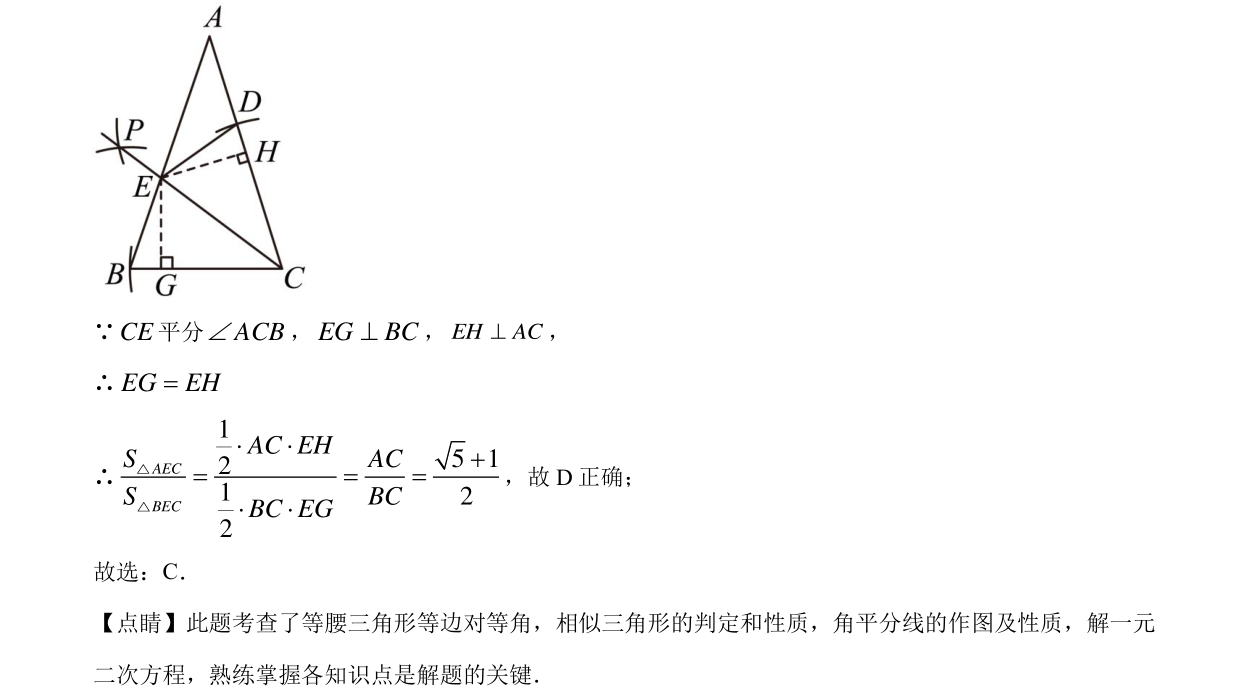 A
D
P
H
E
B
G
C
∵CE平分∠ACB，EG⊥BC，EH⊥AC，
∴EG=EH
∴S△AEC/S△BEC=(1/2·AC·EH)/(1/2·BC·EG)=AC/BC=(√5+1)/2，故D正确；
故选：C．
【点睛】此题考查了等腰三角形等边对等角，相似三角形的判定和性质，角平分线的作图及性质，解一元
二次方程，熟练掌握各知识点是解题的关键．